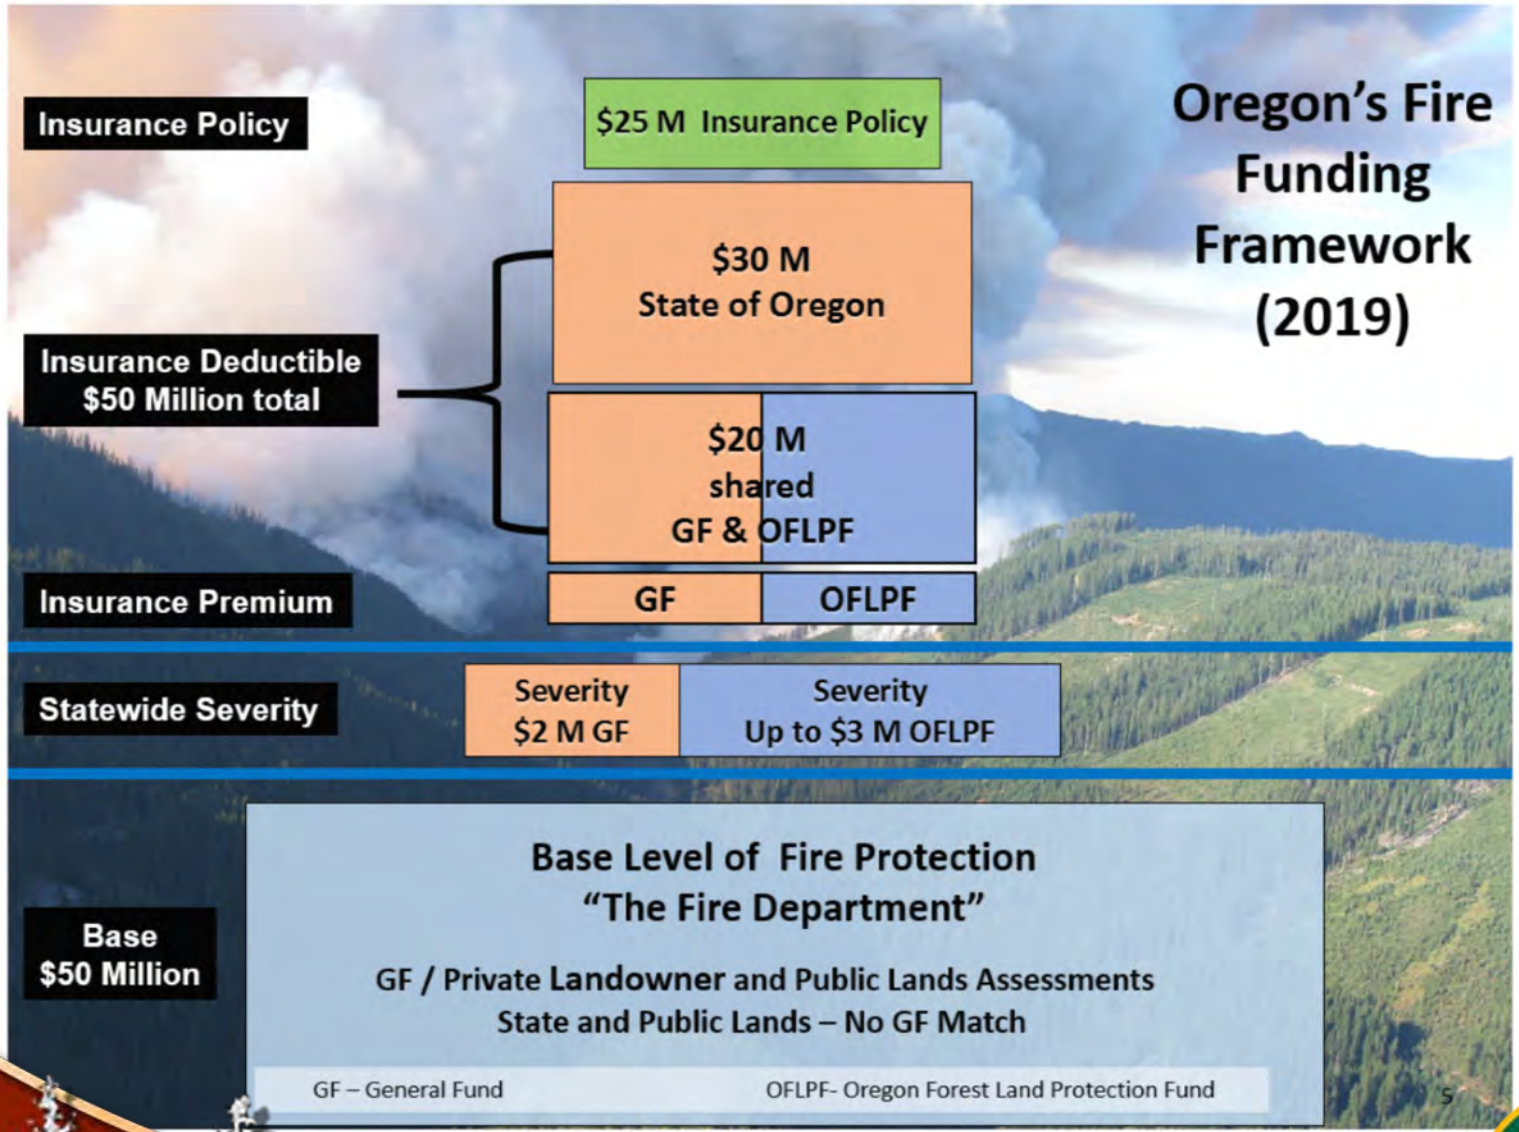 Oregon's Fire
Funding
Framework
(2019)
Insurance Policy
$25 M  Insurance Policy
Insurance Deductible
$50 Million total
$30 M
State of Oregon
$20 M
shared
GF & OFLPF
Insurance Premium
GF
OFLPF
Statewide Severity
Severity
$2 M GF
Severity
Up to $3 M OFLPF
Base
$50 Million
Base Level of  Fire Protection
“The Fire Department”
GF / Private Landowner and Public Lands Assessments
State and Public Lands – No GF Match
GF – General Fund
OFLPF- Oregon Forest Land Protection Fund
5